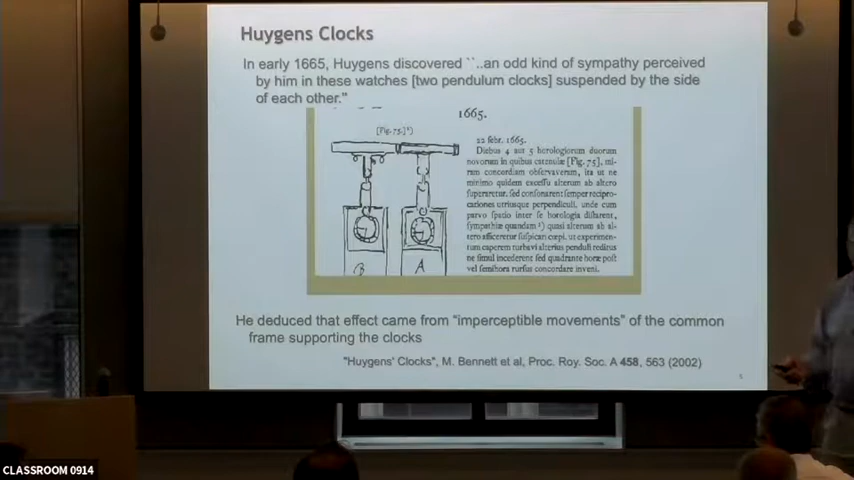 Huygens Clocks
In early 1665, Huygens discovered ``..an odd kind of sympathy perceived
by him in these watches [two pendulum clocks] suspended by the side
of each other."
1665.
[Fig. 75.]
22 febr. 1665.
Diebus 4 aut 5 horologiorum duorum
novorum in quibus catenulæ [Fig. 75], mi-
ram concordiam obſervaveram, ita ut ne
minimo quidem exceſſu alterum ab altero
ſuperaretur. ſed conſonarent ſemper recipro-
cationes utriusque perpendiculi. unde cum
parvo ſpatio inter ſe horologia diſtarent,
ſympathiæ quandam quaſi alterum ab al-
tero afficeretur ſuſpicari cœpi. ut experimen-
tum caperem turbavi alterius penduli reditus
ne ſimul incederent ſed quadrante horæ poſt
vel ſemihora rurſus concordare inveni.
B
A
He deduced that effect came from "imperceptible movements" of the common
frame supporting the clocks
"Huygens' Clocks", M. Bennett et al, Proc. Roy. Soc. A 458, 563 (2002)
CLASSROOM 0914